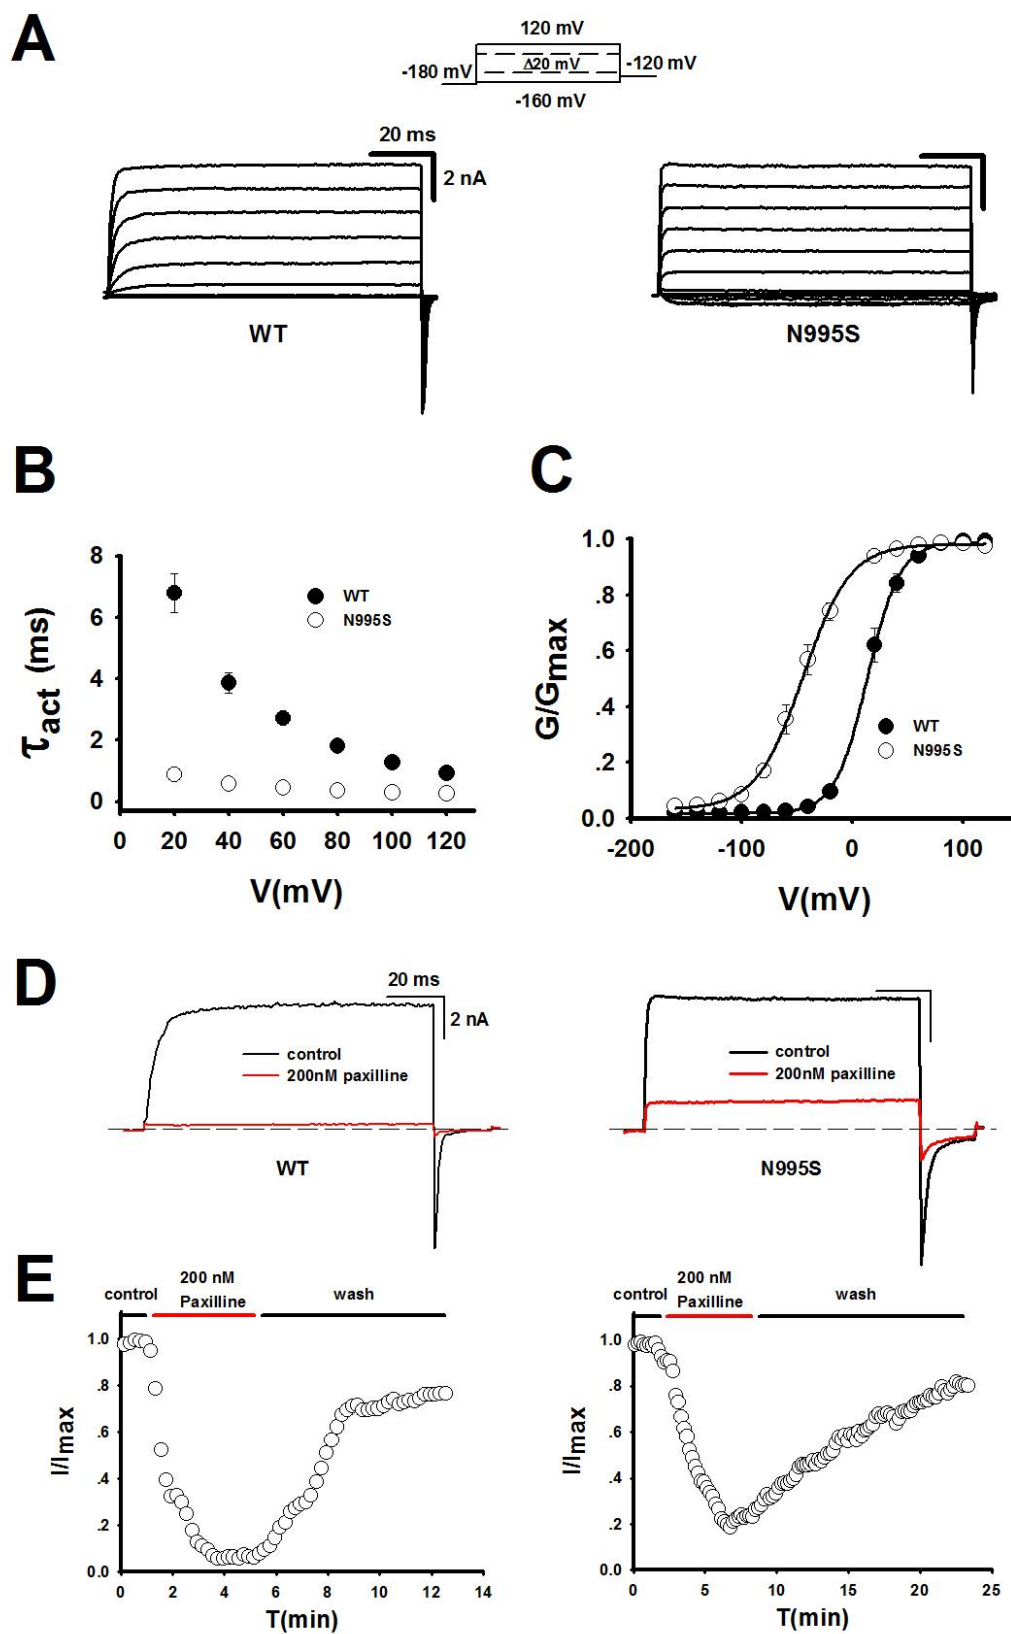 A
120 mV
-180 mV
Δ20 mV
-120 mV
-160 mV
20 ms
2 nA
WT
N995S
B
C
8
6
4
2
0
τact (ms)
WT
N995S
0 20 40 60 80 100 120
V(mV)
1.0
.8
.6
.4
.2
0.0
G/Gmax
WT
N995S
-200 -100 0 100
V(mV)
D
20 ms
2 nA
control
200nM paxilline
WT
control
200nM paxilline
N995S
E
control
200 nM
Paxilline
wash
1.0
.8
.6
.4
.2
0.0
I/Imax
0 2 4 6 8 10 12 14
T(min)
control
200 nM
Paxilline
wash
1.0
.8
.6
.4
.2
0.0
I/Imax
0 5 10 15 20 25
T(min)